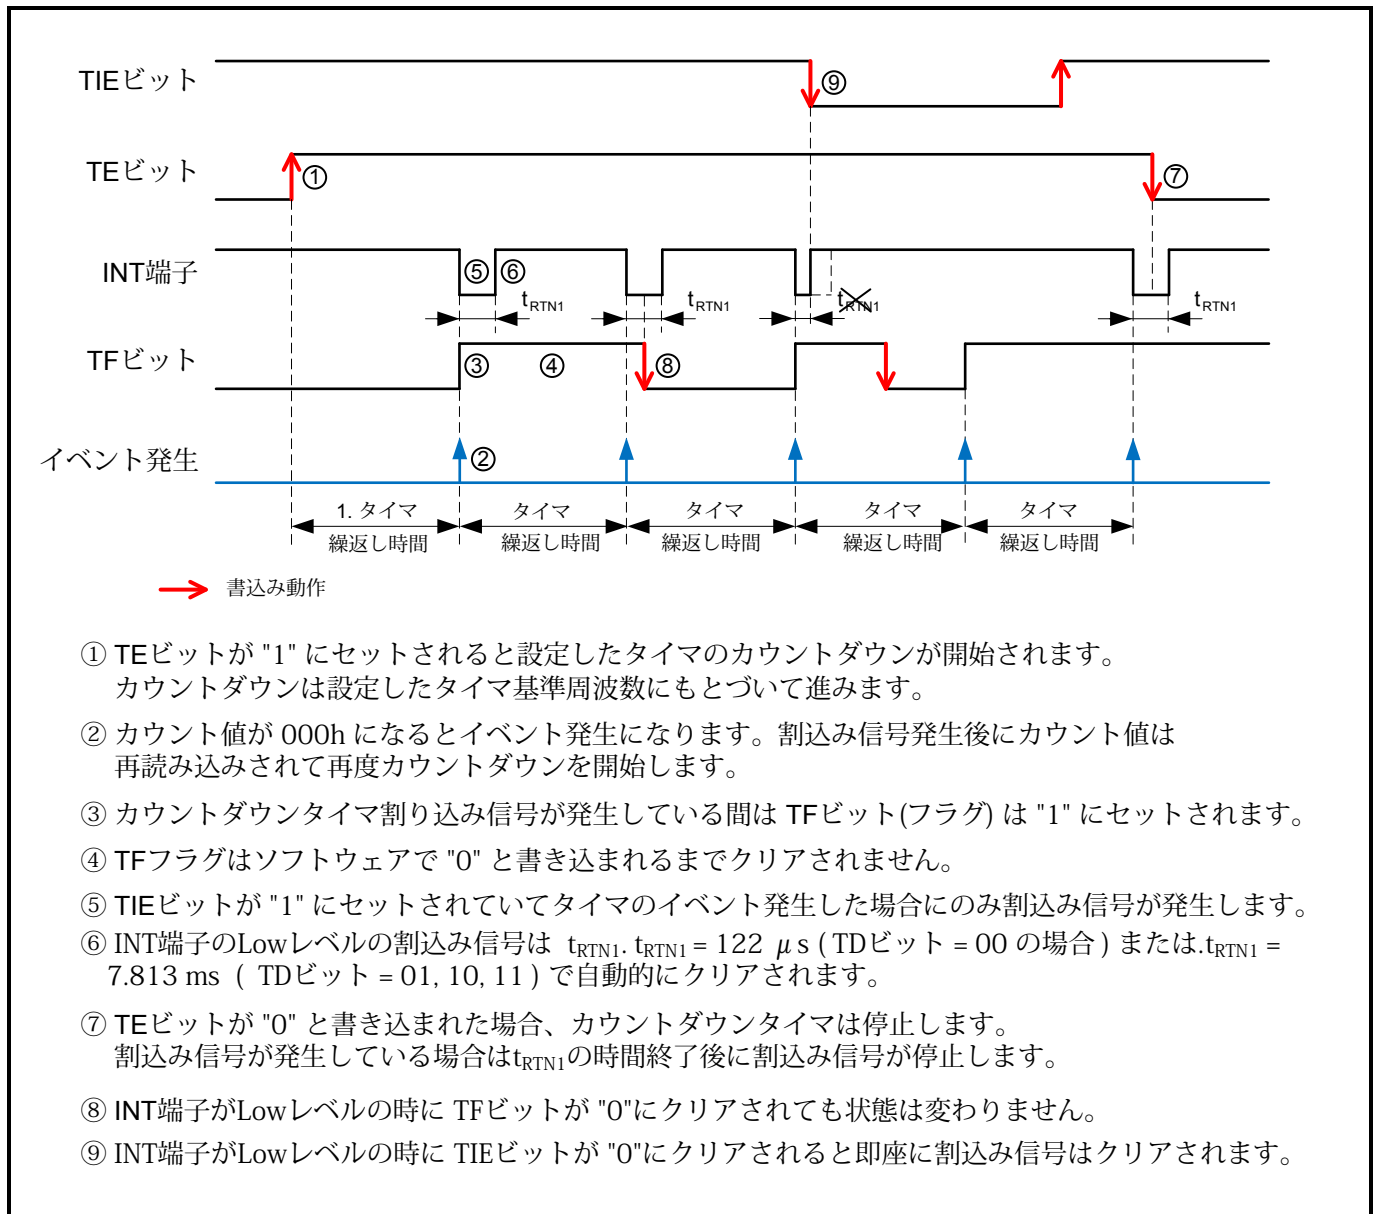 TIEビット
⑨
TEビット
①
⑦
INT端子
⑤ ⑥
tRTN1 tRTN1 tRTN1 tRTN1
TFビット
③ ④ ⑧
イベント発生
②
1. タイマ タイマ タイマ タイマ タイマ
繰返し時間 繰返し時間 繰返し時間 繰返し時間 繰返し時間
書込み動作
① TEビットが "1" にセットされると設定したタイマのカウントダウンが開始されます。
カウントダウンは設定したタイマ基準周波数にもとづいて進みます。
② カウント値が 000h になるとイベント発生になります。割込み信号発生後にカウント値は
再読み込みされて再度カウントダウンを開始します。
③ カウントダウンタイマ割り込み信号が発生している間は TFビット(フラグ) は "1" にセットされます。
④ TFフラグはソフトウェアで "0" と書き込まれるまでクリアされません。
⑤ TIEビットが "1" にセットされていてタイマのイベント発生した場合にのみ割込み信号が発生します。
⑥ INT端子のLowレベルの割込み信号は tRTN1. tRTN1 = 122 μs ( TDビット = 00 の場合 ) または.tRTN1 =
7.813 ms ( TDビット = 01, 10, 11 ) で自動的にクリアされます。
⑦ TEビットが "0" と書き込まれた場合、カウントダウンタイマは停止します。
割込み信号が発生している場合はtRTN1の時間終了後に割込み信号が停止します。
⑧ INT端子がLowレベルの時に TFビットが "0"にクリアされても状態は変わりません。
⑨ INT端子がLowレベルの時に TIEビットが "0"にクリアされると即座に割込み信号はクリアされます。